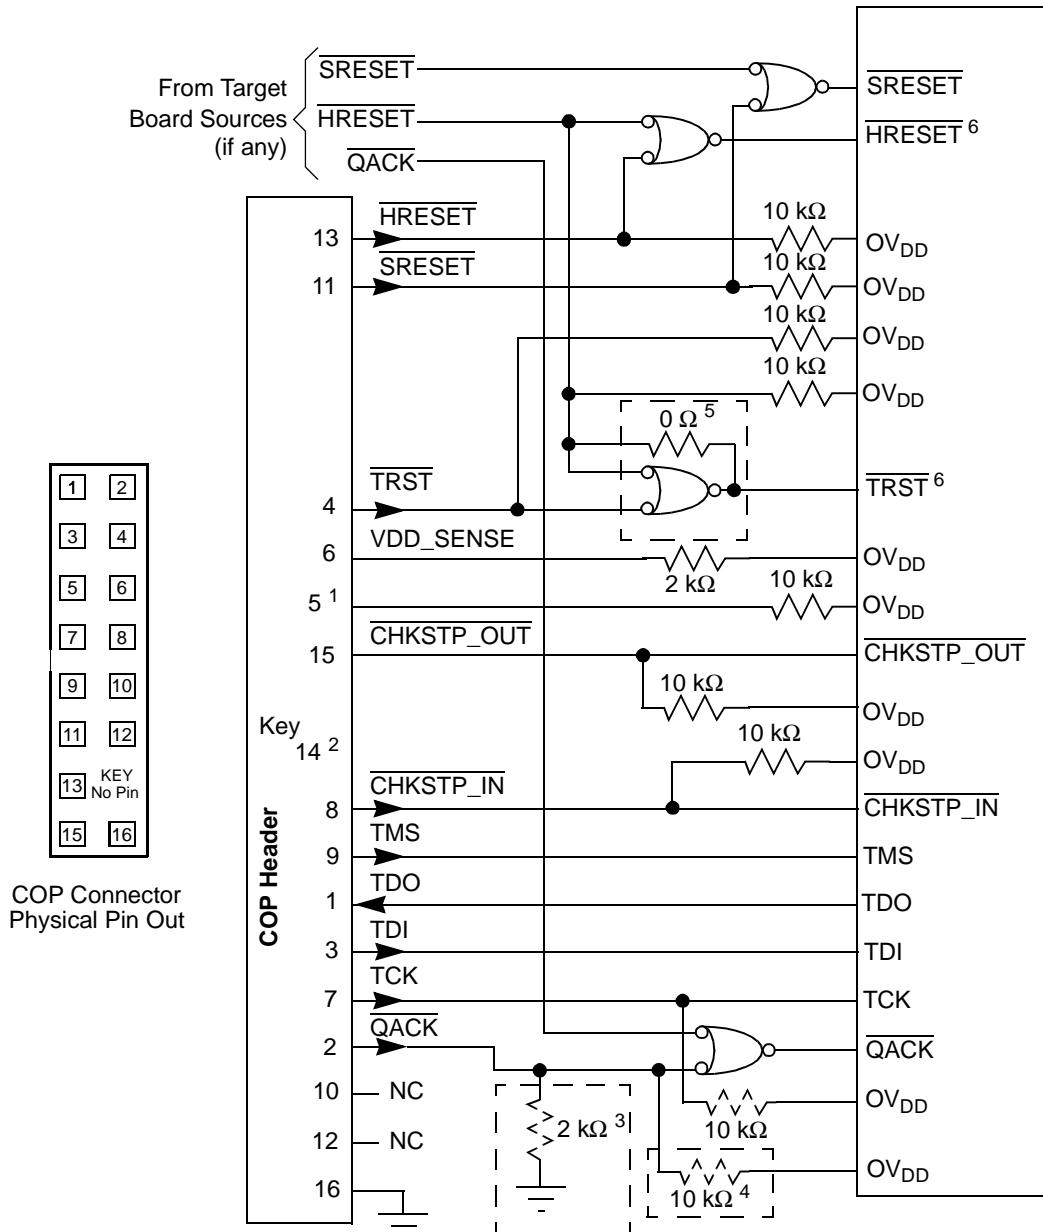 From Target
Board Sources
(if any)
SRESET
HRESET
QACK
SRESET
HRESET 6
13
HRESET
10 kΩ
OVDD
11
SRESET
10 kΩ
OVDD
10 kΩ
OVDD
10 kΩ
OVDD
0 Ω 5
4
TRST
TRST 6
6
VDD_SENSE
2 kΩ
OVDD
5 1
10 kΩ
OVDD
15
CHKSTP_OUT
CHKSTP_OUT
10 kΩ
OVDD
Key
14 2
10 kΩ
OVDD
8
CHKSTP_IN
CHKSTP_IN
9
TMS
TMS
1
TDO
TDO
3
TDI
TDI
7
TCK
TCK
2
QACK
QACK
10
NC
2 kΩ 3
10 kΩ
OVDD
12
NC
10 kΩ 4
OVDD
16
COP Header
1 2
3 4
5 6
7 8
9 10
11 12
13 KEY
No Pin
15 16
COP Connector
Physical Pin Out